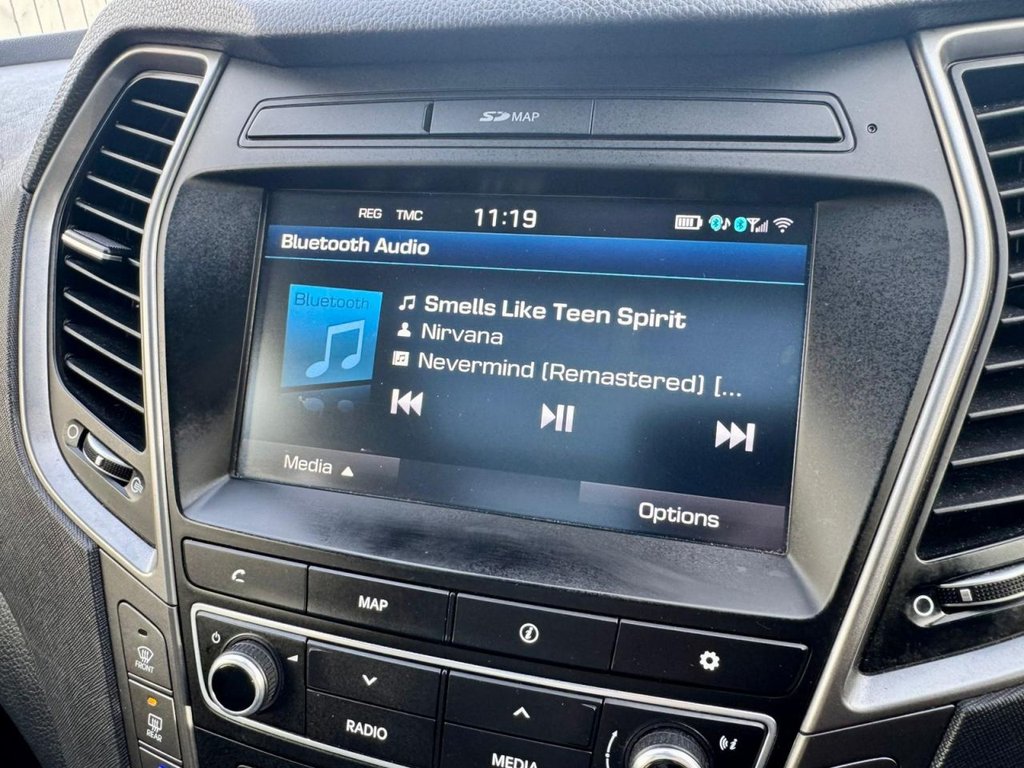 SD MAP
REG TMC 11:19
Bluetooth Audio
Bluetooth
Smells Like Teen Spirit
Nirvana
Nevermind (Remastered) [...
Media
Options
MAP
RADIO
MEDIA
FRONT
REAR